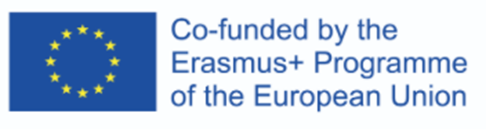 Co-funded by the
Erasmus+ Programme
of the European Union